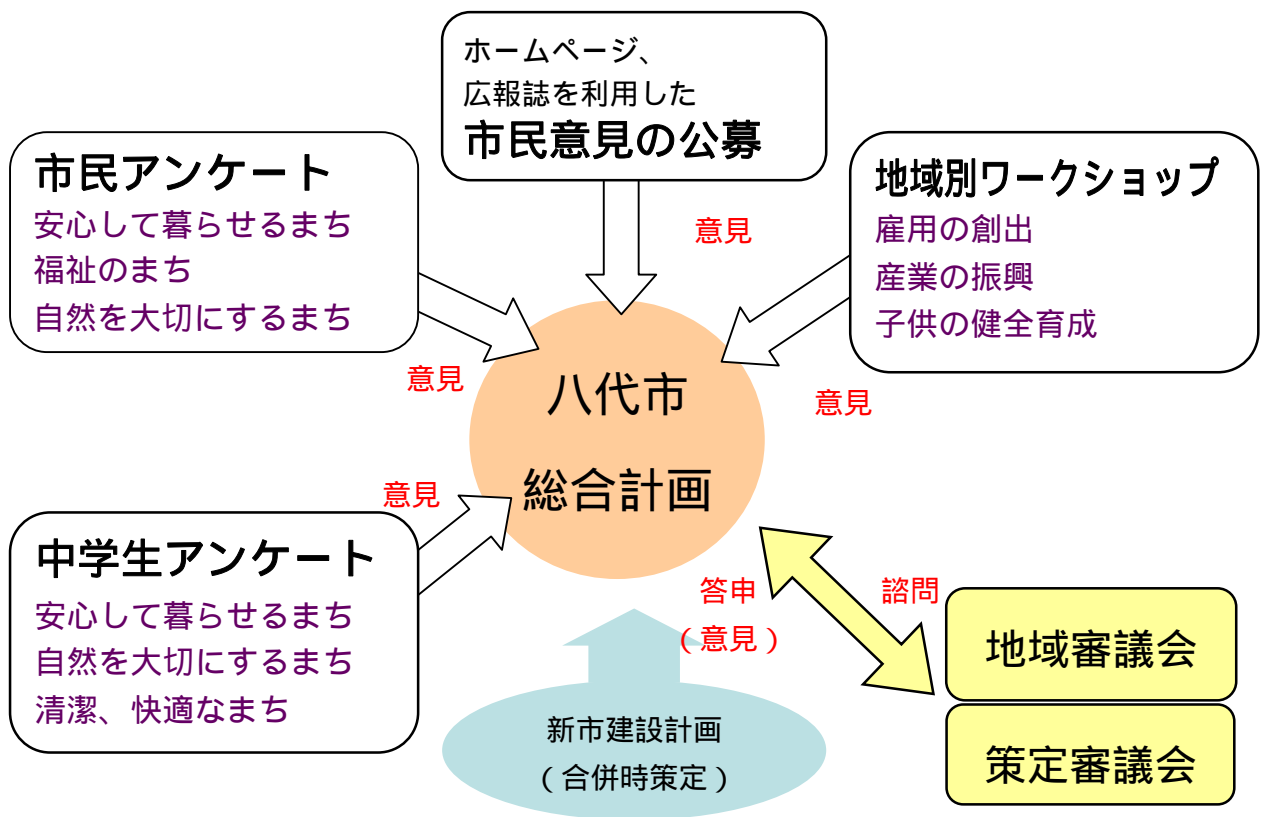 ホームページ、
広報誌を利用した
市民意見の公募
市民アンケート
安心して暮らせるまち
福祉のまち
自然を大切にするまち
地域別ワークショップ
雇用の創出
産業の振興
子供の健全育成
意見
意見
意見
八代市
総合計画
意見
中学生アンケート
安心して暮らせるまち
自然を大切にするまち
清潔、快適なまち
答申
（意見）
諮問
地域審議会
策定審議会
新市建設計画
（合併時策定）